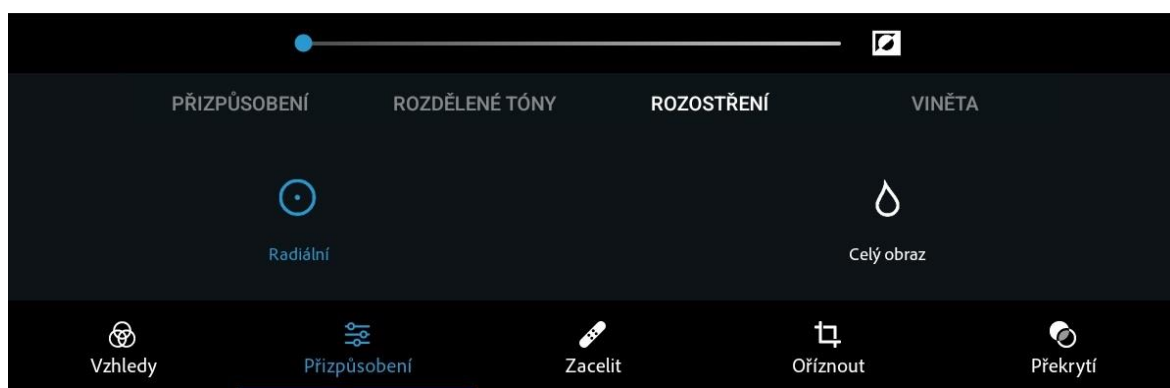 PŘIZPŮSOBENÍ ROZDĚLENÉ TÓNY ROZOSTŘENÍ VINĚTA
Radiální Celý obraz
Vzhledy Přizpůsobení Zacelit Oříznout Překrytí